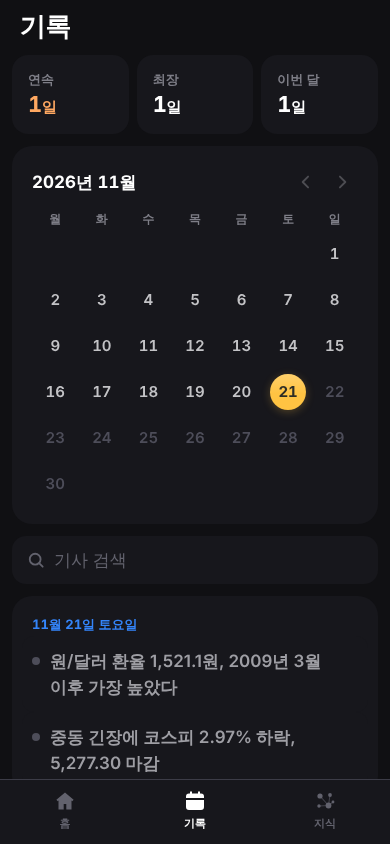 기록
연속 최장 이번 달
1일 1일 1일
2026년 11월
월 화 수 목 금 토 일
1
2 3 4 5 6 7 8
9 10 11 12 13 14 15
16 17 18 19 20 21 22
23 24 25 26 27 28 29
30
기사 검색
11월 21일 토요일
원/달러 환율 1,521.1원, 2009년 3월
이후 가장 높았다
중동 긴장에 코스피 2.97% 하락,
5,277.30 마감
홈 기록 지식